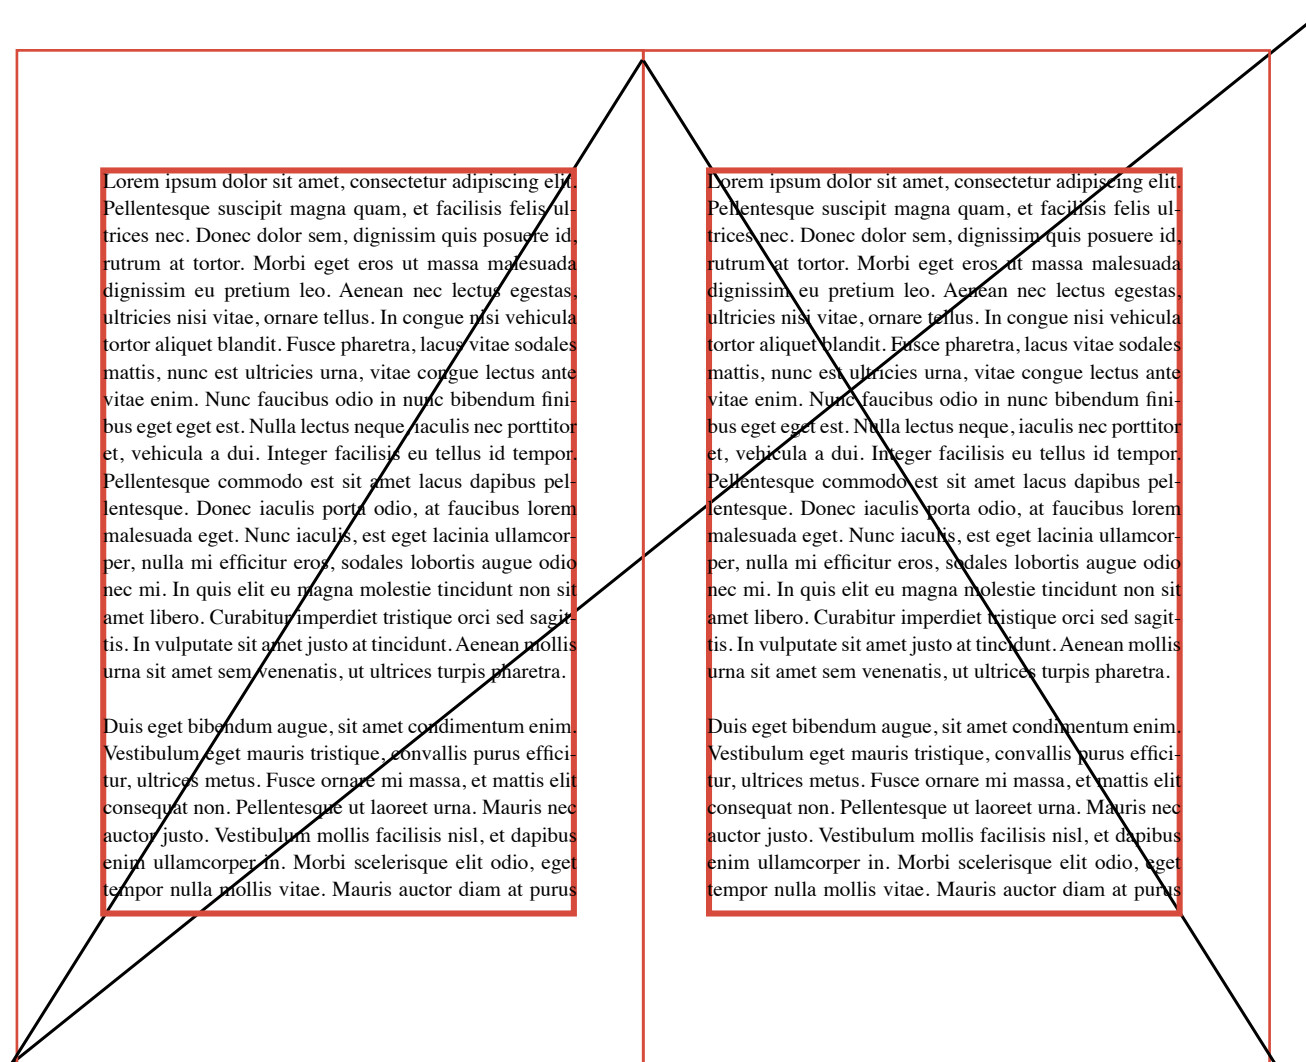 Lorem ipsum dolor sit amet, consectetur adipiscing elit.
Pellentesque suscipit magna quam, et facilisis felis ul-
trices nec. Donec dolor sem, dignissim quis posuere id,
rutrum at tortor. Morbi eget eros ut massa malesuada
dignissim eu pretium leo. Aenean nec lectus egestas,
ultricies nisi vitae, ornare tellus. In congue nisi vehicula
tortor aliquet blandit. Fusce pharetra, lacus vitae sodales
mattis, nunc est ultricies urna, vitae congue lectus ante
vitae enim. Nunc faucibus odio in nunc bibendum fini-
bus eget eget est. Nulla lectus neque, iaculis nec porttitor
et, vehicula a dui. Integer facilisis eu tellus id tempor.
Pellentesque commodo est sit amet lacus dapibus pel-
lentesque. Donec iaculis porta odio, at faucibus lorem
malesuada eget. Nunc iaculis, est eget lacinia ullamcor-
per, nulla mi efficitur eros, sodales lobortis augue odio
nec mi. In quis elit eu magna molestie tincidunt non sit
amet libero. Curabitur imperdiet tristique orci sed sagit-
tis. In vulputate sit amet justo at tincidunt. Aenean mollis
urna sit amet sem venenatis, ut ultrices turpis pharetra.
Duis eget bibendum augue, sit amet condimentum enim.
Vestibulum eget mauris tristique, convallis purus effici-
tur, ultrices metus. Fusce ornare mi massa, et mattis elit
consequat non. Pellentesque ut laoreet urna. Mauris nec
auctor justo. Vestibulum mollis facilisis nisl, et dapibus
enim ullamcorper in. Morbi scelerisque elit odio, eget
tempor nulla mollis vitae. Mauris auctor diam at purus
Lorem ipsum dolor sit amet, consectetur adipiscing elit.
Pellentesque suscipit magna quam, et facilisis felis ul-
trices nec. Donec dolor sem, dignissim quis posuere id,
rutrum at tortor. Morbi eget eros ut massa malesuada
dignissim eu pretium leo. Aenean nec lectus egestas,
ultricies nisi vitae, ornare tellus. In congue nisi vehicula
tortor aliquet blandit. Fusce pharetra, lacus vitae sodales
mattis, nunc est ultricies urna, vitae congue lectus ante
vitae enim. Nunc faucibus odio in nunc bibendum fini-
bus eget eget est. Nulla lectus neque, iaculis nec porttitor
et, vehicula a dui. Integer facilisis eu tellus id tempor.
Pellentesque commodo est sit amet lacus dapibus pel-
lentesque. Donec iaculis porta odio, at faucibus lorem
malesuada eget. Nunc iaculis, est eget lacinia ullamcor-
per, nulla mi efficitur eros, sodales lobortis augue odio
nec mi. In quis elit eu magna molestie tincidunt non sit
amet libero. Curabitur imperdiet tristique orci sed sagit-
tis. In vulputate sit amet justo at tincidunt. Aenean mollis
urna sit amet sem venenatis, ut ultrices turpis pharetra.
Duis eget bibendum augue, sit amet condimentum enim.
Vestibulum eget mauris tristique, convallis purus effici-
tur, ultrices metus. Fusce ornare mi massa, et mattis elit
consequat non. Pellentesque ut laoreet urna. Mauris nec
auctor justo. Vestibulum mollis facilisis nisl, et dapibus
enim ullamcorper in. Morbi scelerisque elit odio, eget
tempor nulla mollis vitae. Mauris auctor diam at purus